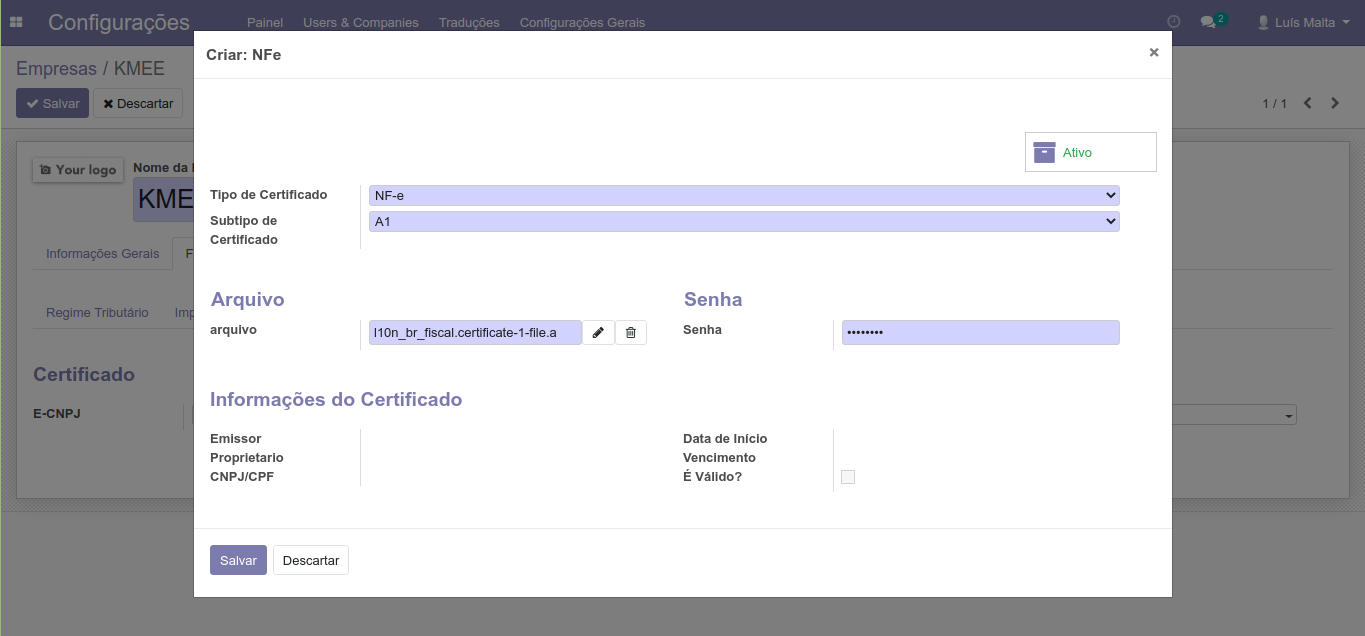 Configurações Painel Users & Companies Traduções Configurações Gerais 2 Luís Malta
Criar: NFe ×
Empresas / KMEE
Salvar Descartar 1 / 1
Ativo
Your logo Nome da
KMEE
Tipo de Certificado NF-e
Subtipo de Certificado A1
Informações Gerais F
Arquivo Senha
Regime Tributário Imp
arquivo l10n_br_fiscal.certificate-1-file.a Senha ••••••••
Certificado
Informações do Certificado
E-CNPJ
Emissor Data de Início
Proprietario Vencimento
CNPJ/CPF É Válido?
Salvar Descartar